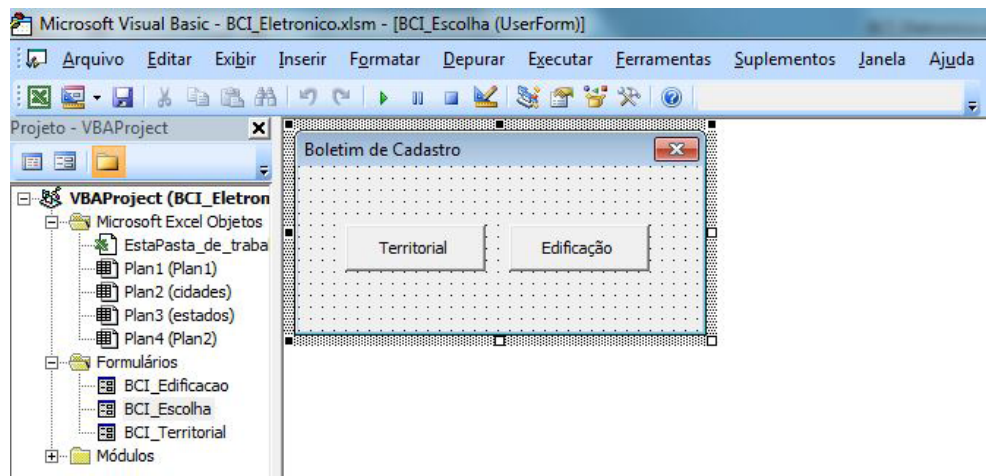 Microsoft Visual Basic - BCI_Eletronico.xlsm - [BCI_Escolha (UserForm)]
Arquivo Editar Exibir Inserir Formatar Depurar Executar Ferramentas Suplementos Janela Ajuda
Projeto - VBAProject
VBAProject (BCI_Eletron
Microsoft Excel Objetos
EstaPasta_de_traba
Plan1 (Plan1)
Plan2 (cidades)
Plan3 (estados)
Plan4 (Plan2)
Formulários
BCI_Edificacao
BCI_Escolha
BCI_Territorial
Módulos
Boletim de Cadastro
Territorial Edificação